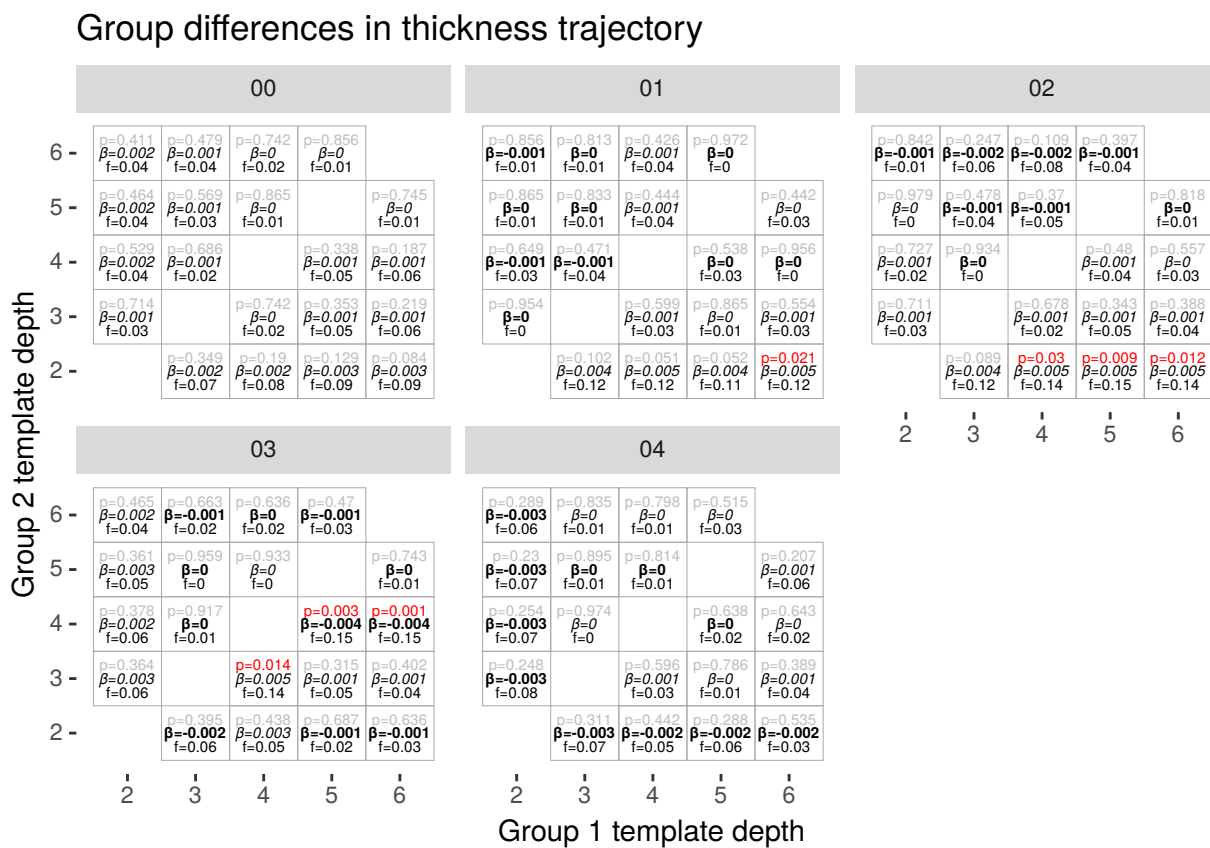 Group differences in thickness trajectory
00 01 02
p=0.411 p=0.479 p=0.742 p=0.856 p=0.856 p=0.813 p=0.426 p=0.972 p=0.842 p=0.247 p=0.109 p=0.397
6 β=0.002 β=0.001 β=0 β=0 β=-0.001 β=0 β=0.001 β=0 β=-0.001 β=-0.002 β=-0.002 β=-0.001
f=0.04 f=0.04 f=0.02 f=0.01 f=0.01 f=0.01 f=0.04 f=0 f=0.01 f=0.06 f=0.08 f=0.04
p=0.464 p=0.569 p=0.865 p=0.745 p=0.865 p=0.833 p=0.444 p=0.442 p=0.979 p=0.478 p=0.37 p=0.818
5 β=0.002 β=0.001 β=0 β=0 β=0 β=0 β=0.001 β=0 β=0 β=-0.001 β=-0.001 β=0
f=0.04 f=0.03 f=0.01 f=0.01 f=0.01 f=0.01 f=0.04 f=0.03 f=0 f=0.04 f=0.05 f=0.01
p=0.529 p=0.686 p=0.338 p=0.187 p=0.649 p=0.471 p=0.538 p=0.956 p=0.727 p=0.934 p=0.48 p=0.557
4 β=0.002 β=0.001 β=0.001 β=0.001 β=-0.001 β=-0.001 β=0 β=0 β=0.001 β=0 β=0.001 β=0
f=0.04 f=0.02 f=0.05 f=0.06 f=0.03 f=0.04 f=0.03 f=0 f=0.02 f=0 f=0.04 f=0.03
p=0.714 p=0.742 p=0.353 p=0.219 p=0.954 p=0.599 p=0.865 p=0.554 p=0.711 p=0.678 p=0.343 p=0.388
3 β=0.001 β=0 β=0.001 β=0.001 β=0 β=0.001 β=0 β=0.001 β=0.001 β=0.001 β=0.001 β=0.001
f=0.03 f=0.02 f=0.05 f=0.06 f=0 f=0.03 f=0.01 f=0.03 f=0.03 f=0.02 f=0.05 f=0.04
p=0.349 p=0.19 p=0.129 p=0.084 p=0.102 p=0.051 p=0.052 p=0.021 p=0.089 p=0.03 p=0.009 p=0.012
2 β=0.002 β=0.002 β=0.003 β=0.003 β=0.004 β=0.005 β=0.004 β=0.005 β=0.004 β=0.005 β=0.005 β=0.005
f=0.07 f=0.08 f=0.09 f=0.09 f=0.12 f=0.12 f=0.11 f=0.12 f=0.12 f=0.14 f=0.15 f=0.14
2 3 4 5 6
Group 2 template depth
03 04
p=0.465 p=0.663 p=0.636 p=0.47 p=0.289 p=0.835 p=0.798 p=0.515
6 β=0.002 β=-0.001 β=0 β=-0.001 β=-0.003 β=0 β=0 β=0
f=0.04 f=0.02 f=0.02 f=0.03 f=0.06 f=0.01 f=0.01 f=0.03
p=0.361 p=0.959 p=0.933 p=0.743 p=0.23 p=0.895 p=0.814 p=0.207
5 β=0.003 β=0 β=0 β=0 β=-0.003 β=0 β=0 β=0.001
f=0.05 f=0 f=0 f=0.01 f=0.07 f=0.01 f=0.01 f=0.06
p=0.378 p=0.917 p=0.003 p=0.001 p=0.254 p=0.974 p=0.638 p=0.643
4 β=0.002 β=0 β=-0.004 β=-0.004 β=-0.003 β=0 β=0 β=0
f=0.06 f=0.01 f=0.15 f=0.15 f=0.07 f=0 f=0.02 f=0.02
p=0.364 p=0.014 p=0.315 p=0.402 p=0.248 p=0.596 p=0.786 p=0.389
3 β=0.003 β=0.005 β=0.001 β=0.001 β=-0.003 β=0.001 β=0 β=0.001
f=0.06 f=0.14 f=0.05 f=0.04 f=0.08 f=0.03 f=0.01 f=0.04
p=0.395 p=0.438 p=0.687 p=0.636 p=0.311 p=0.442 p=0.288 p=0.535
2 β=-0.002 β=0.003 β=-0.001 β=-0.001 β=-0.003 β=-0.002 β=-0.002 β=-0.002
f=0.06 f=0.05 f=0.02 f=0.03 f=0.07 f=0.05 f=0.06 f=0.03
2 3 4 5 6 2 3 4 5 6
Group 1 template depth